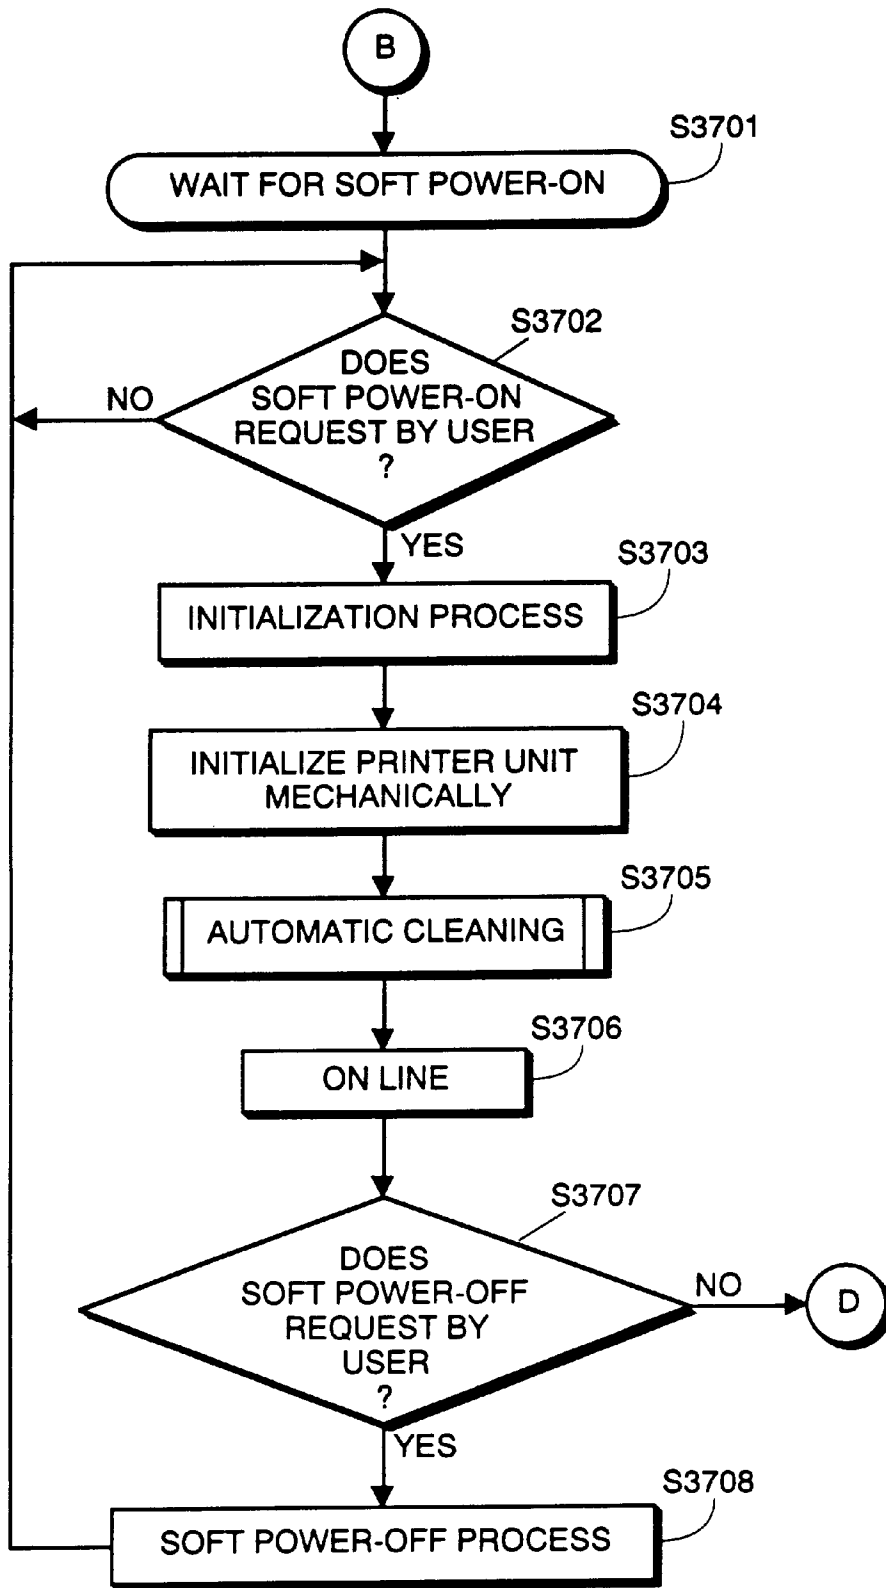 B
S3701
WAIT FOR SOFT POWER-ON
S3702
DOES
SOFT POWER-ON
REQUEST BY USER
?
NO
YES
S3703
INITIALIZATION PROCESS
S3704
INITIALIZE PRINTER UNIT
MECHANICALLY
S3705
AUTOMATIC CLEANING
S3706
ON LINE
S3707
DOES
SOFT POWER-OFF
REQUEST BY
USER
?
NO
D
YES
S3708
SOFT POWER-OFF PROCESS